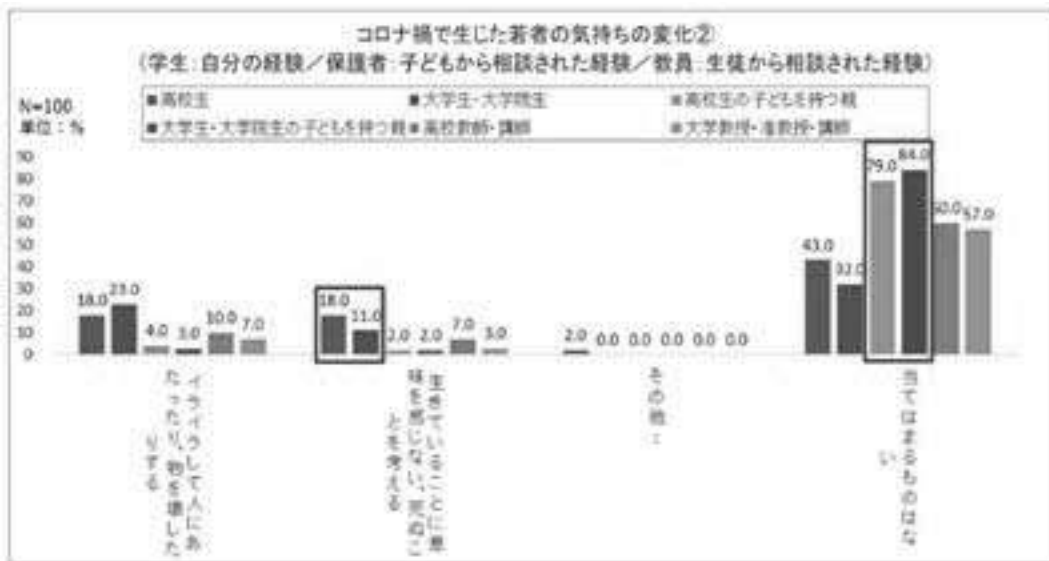 コロナ禍で生じた若者の気持ちの変化②
(学生:自分の経験/保護者:子どもから相談された経験/教員:生徒から相談された経験)
N=100
単位:%
■高校生 ■大学生・大学院生 ■高校生の子どもを持つ親
■大学生・大学院生の子どもを持つ親 ■高校教師・講師 ■大学教授・准教授・講師
90
80
70
60
50
40
30
20
10
0
18.0 23.0 4.0 3.0 10.0 7.0
18.0 11.0 2.0 2.0 7.0 3.0
2.0 0.0 0.0 0.0 0.0 0.0
43.0 32.0 79.0 84.0 60.0 57.0
イライラして人にあ
たったり、物を壊した
りする
生きていることに意
味を感じない、死ぬこ
とを考える
その他:
当てはまるものはな
い